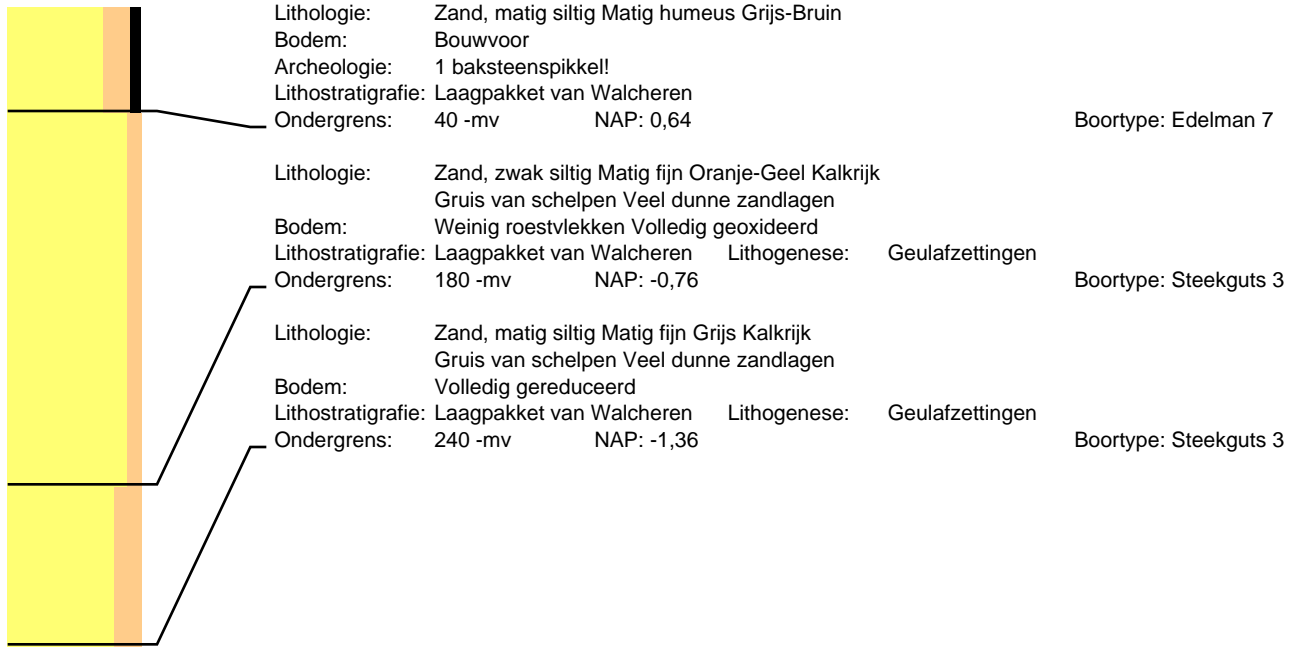 Lithologie: Zand, matig siltig Matig humeus Grijs-Bruin
Bodem: Bouwvoor
Archeologie: 1 baksteenspikkel!
Lithostratigrafie: Laagpakket van Walcheren
Ondergrens: 40 -mv NAP: 0,64 Boortype: Edelman 7
Lithologie: Zand, zwak siltig Matig fijn Oranje-Geel Kalkrijk
Gruis van schelpen Veel dunne zandlagen
Bodem: Weinig roestvlekken Volledig geoxideerd
Lithostratigrafie: Laagpakket van Walcheren Lithogenese: Geulafzettingen
Ondergrens: 180 -mv NAP: -0,76 Boortype: Steekguts 3
Lithologie: Zand, matig siltig Matig fijn Grijs Kalkrijk
Gruis van schelpen Veel dunne zandlagen
Bodem: Volledig gereduceerd
Lithostratigrafie: Laagpakket van Walcheren Lithogenese: Geulafzettingen
Ondergrens: 240 -mv NAP: -1,36 Boortype: Steekguts 3